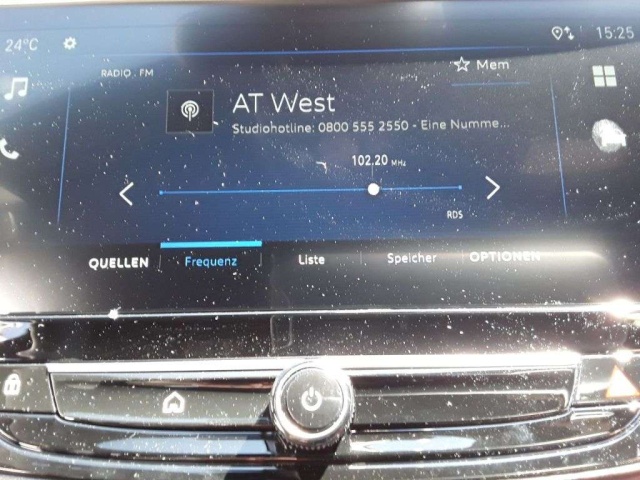 24°C
15:25
RADIO . FM
Mem
AT West
Studiohotline: 0800 555 2550 - Eine Numme...
102.20 MHz
RDS
QUELLEN Frequenz Liste Speicher OPTIONEN